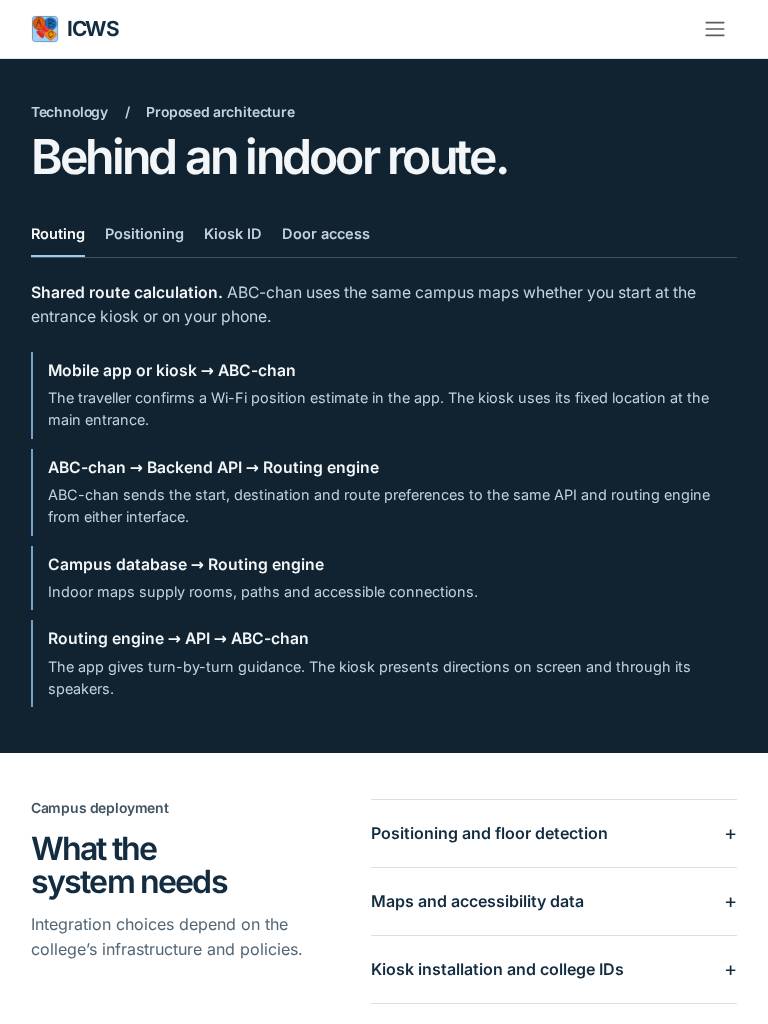 ICWS
Technology / Proposed architecture
Behind an indoor route.
Routing Positioning Kiosk ID Door access
Shared route calculation. ABC-chan uses the same campus maps whether you start at the
entrance kiosk or on your phone.
Mobile app or kiosk → ABC-chan
The traveller confirms a Wi-Fi position estimate in the app. The kiosk uses its fixed location at the
main entrance.
ABC-chan → Backend API → Routing engine
ABC-chan sends the start, destination and route preferences to the same API and routing engine
from either interface.
Campus database → Routing engine
Indoor maps supply rooms, paths and accessible connections.
Routing engine → API → ABC-chan
The app gives turn-by-turn guidance. The kiosk presents directions on screen and through its
speakers.
Campus deployment
What the
system needs
Integration choices depend on the
college’s infrastructure and policies.
Positioning and floor detection +
Maps and accessibility data +
Kiosk installation and college IDs +